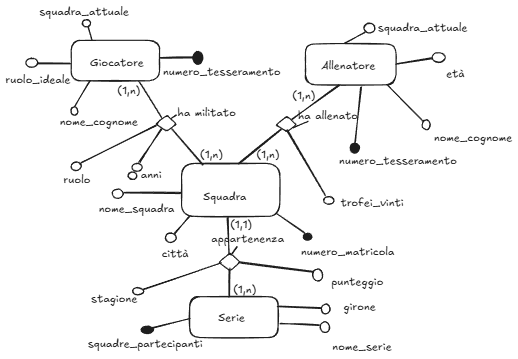 squadra_attuale
squadra_attuale
Giocatore
Allenatore
ruolo_ideale
numero_tesseramento
età
(1,n)
(1,n)
nome_cognome
ha militato
ha allenato
nome_cognome
(1,n)
(1,n)
numero_tesseramento
ruolo
anni
nome_squadra
Squadra
trofei_vinti
(1,1)
appartenenza
città
numero_matricola
punteggio
stagione
(1,n)
girone
Serie
squadre_partecipanti
nome_serie